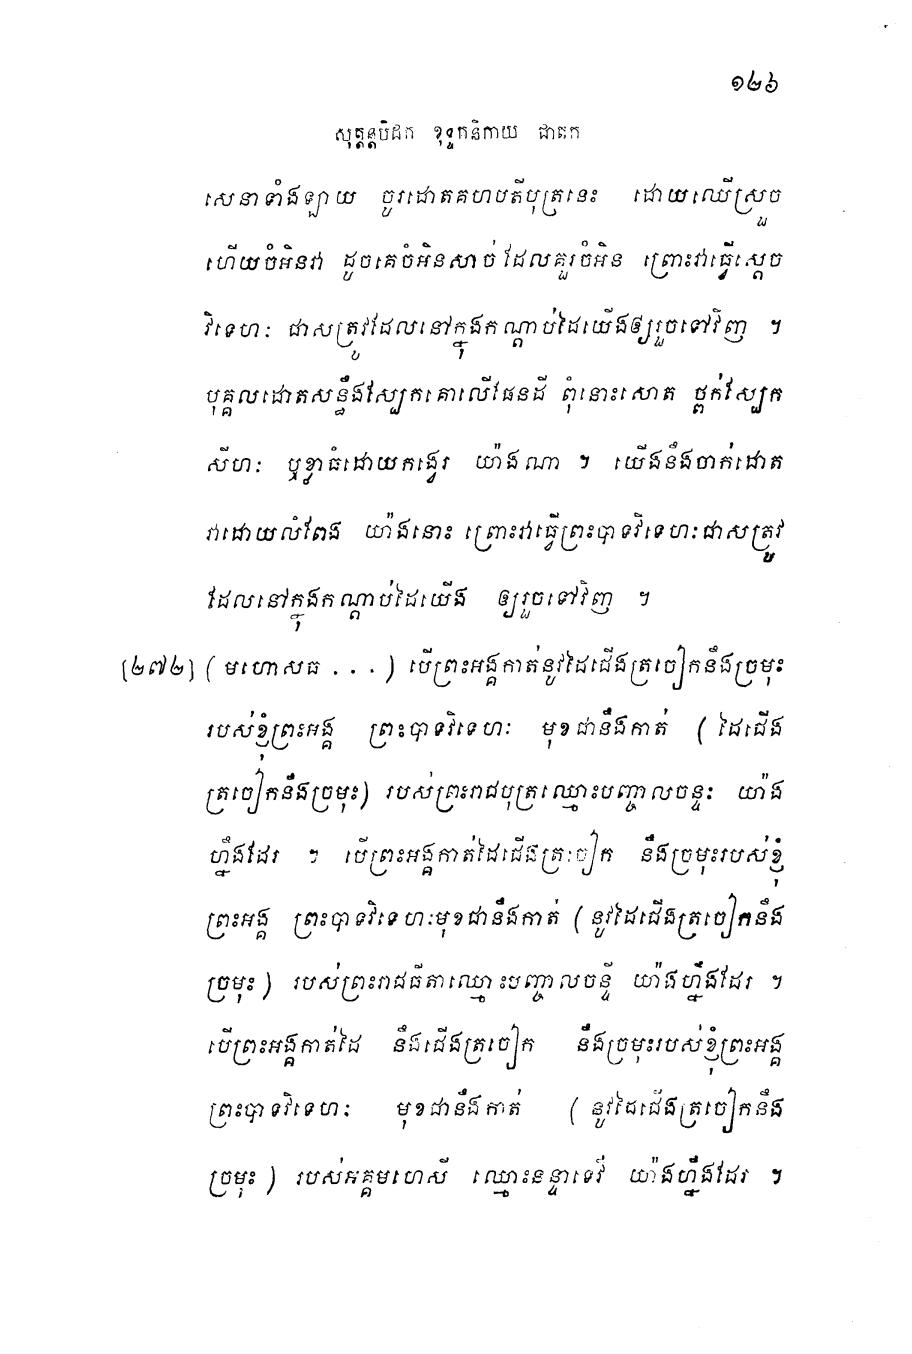 ១២៦
សុត្តន្តបិដក ខុទ្ទកនិកាយ ជាតក
សេនាទាំងឡាយ ចូរដោតគហបតីបុត្រនេះ ដោយឈើស្រួច
ហើយចំអិនវា ដូចគេចំអិនសាច់ ដែលគួរចំអិន ព្រោះវាធ្វើស្តេច
វិទេហៈ ជាសត្រូវដែលនៅក្នុងកណ្តាប់ដៃយើងឲ្យរួចទៅវិញ ។
បុគ្គលដោតសន្ធឹងស្បែកគោលើផែនដី ពុំនោះសោត ថ្ពក់ស្បែក
សីហៈ ឬខ្លាធំដោយកង្វេរ យ៉ាងណា ។ យើងនឹងចាក់ដោត
វាដោយលំពែង យ៉ាងនោះ ព្រោះវាធ្វើព្រះបាទវិទេហៈជាសត្រូវ
ដែលនៅក្នុងកណ្តាប់ដៃយើង ឲ្យរួចទៅវិញ ។
[២៧២] ( មហោសធ . . . ) បើព្រះអង្គកាត់នូវដៃជើងត្រចៀកនឹងច្រមុះ
របស់ខ្ញុំព្រះអង្គ ព្រះបាទវិទេហៈ មុខជានឹងកាត់ ( ដៃជើង
ត្រចៀកនឹងច្រមុះ) របស់ព្រះរាជបុត្រឈ្មោះបញ្ចាលចន្ទៈ យ៉ាង
ហ្នឹងដែរ ។ បើព្រះអង្គកាត់ដៃជើងត្រចៀក នឹងច្រមុះរបស់ខ្ញុំ
ព្រះអង្គ ព្រះបាទវិទេហៈមុខជានឹងកាត់ ( នូវដៃជើងត្រចៀកនឹង
ច្រមុះ ) របស់ព្រះរាជធីតាឈ្មោះបញ្ចាលចន្ទី យ៉ាងហ្នឹងដែរ ។
បើព្រះអង្គកាត់ដៃ នឹងជើងត្រចៀក នឹងច្រមុះរបស់ខ្ញុំព្រះអង្គ
ព្រះបាទវិទេហៈ មុខជានឹងកាត់ ( នូវដៃជើងត្រចៀកនឹង
ច្រមុះ ) របស់អគ្គមហេសី ឈ្មោះនន្ទាទេវី យ៉ាងហ្នឹងដែរ ។